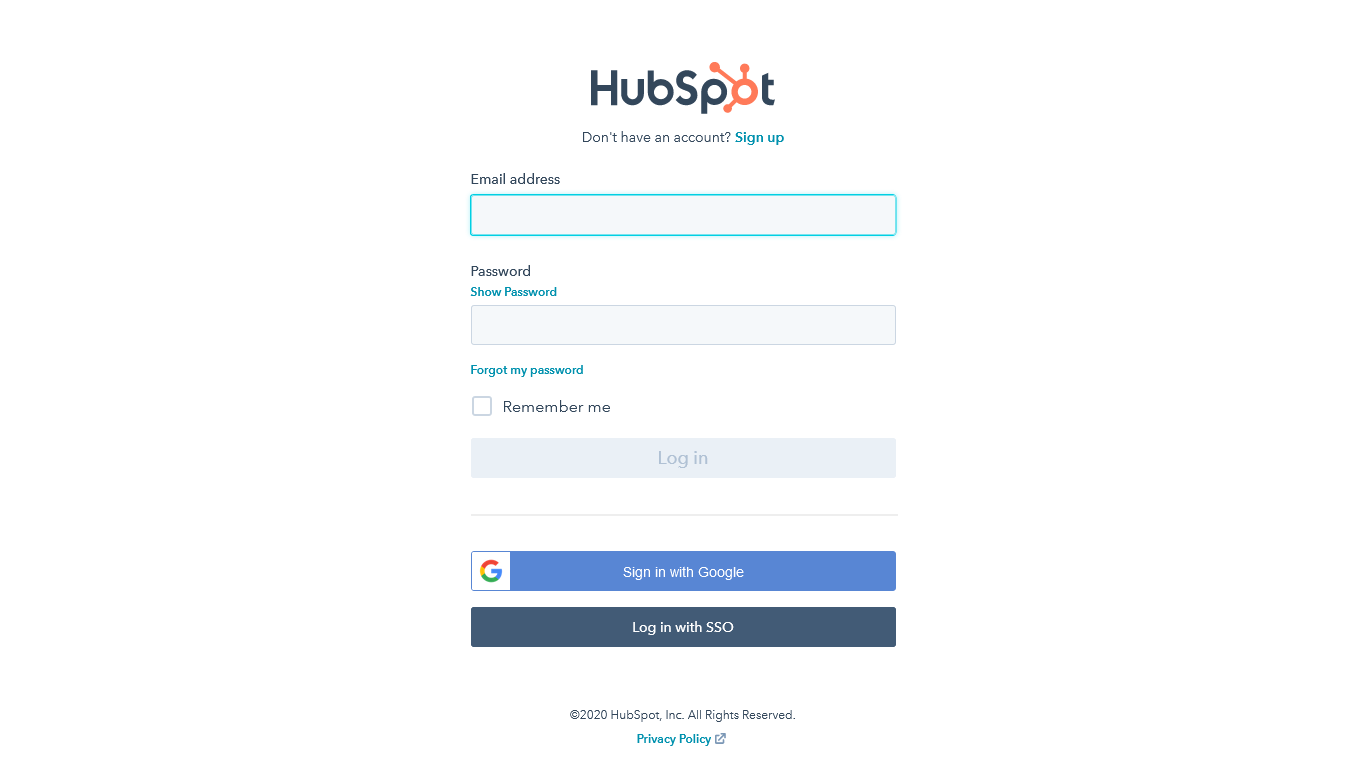 HubSpot
Don't have an account? Sign up
Email address
Password
Show Password
Forgot my password
Remember me
Log in
Sign in with Google
Log in with SSO
©2020 HubSpot, Inc. All Rights Reserved.
Privacy Policy